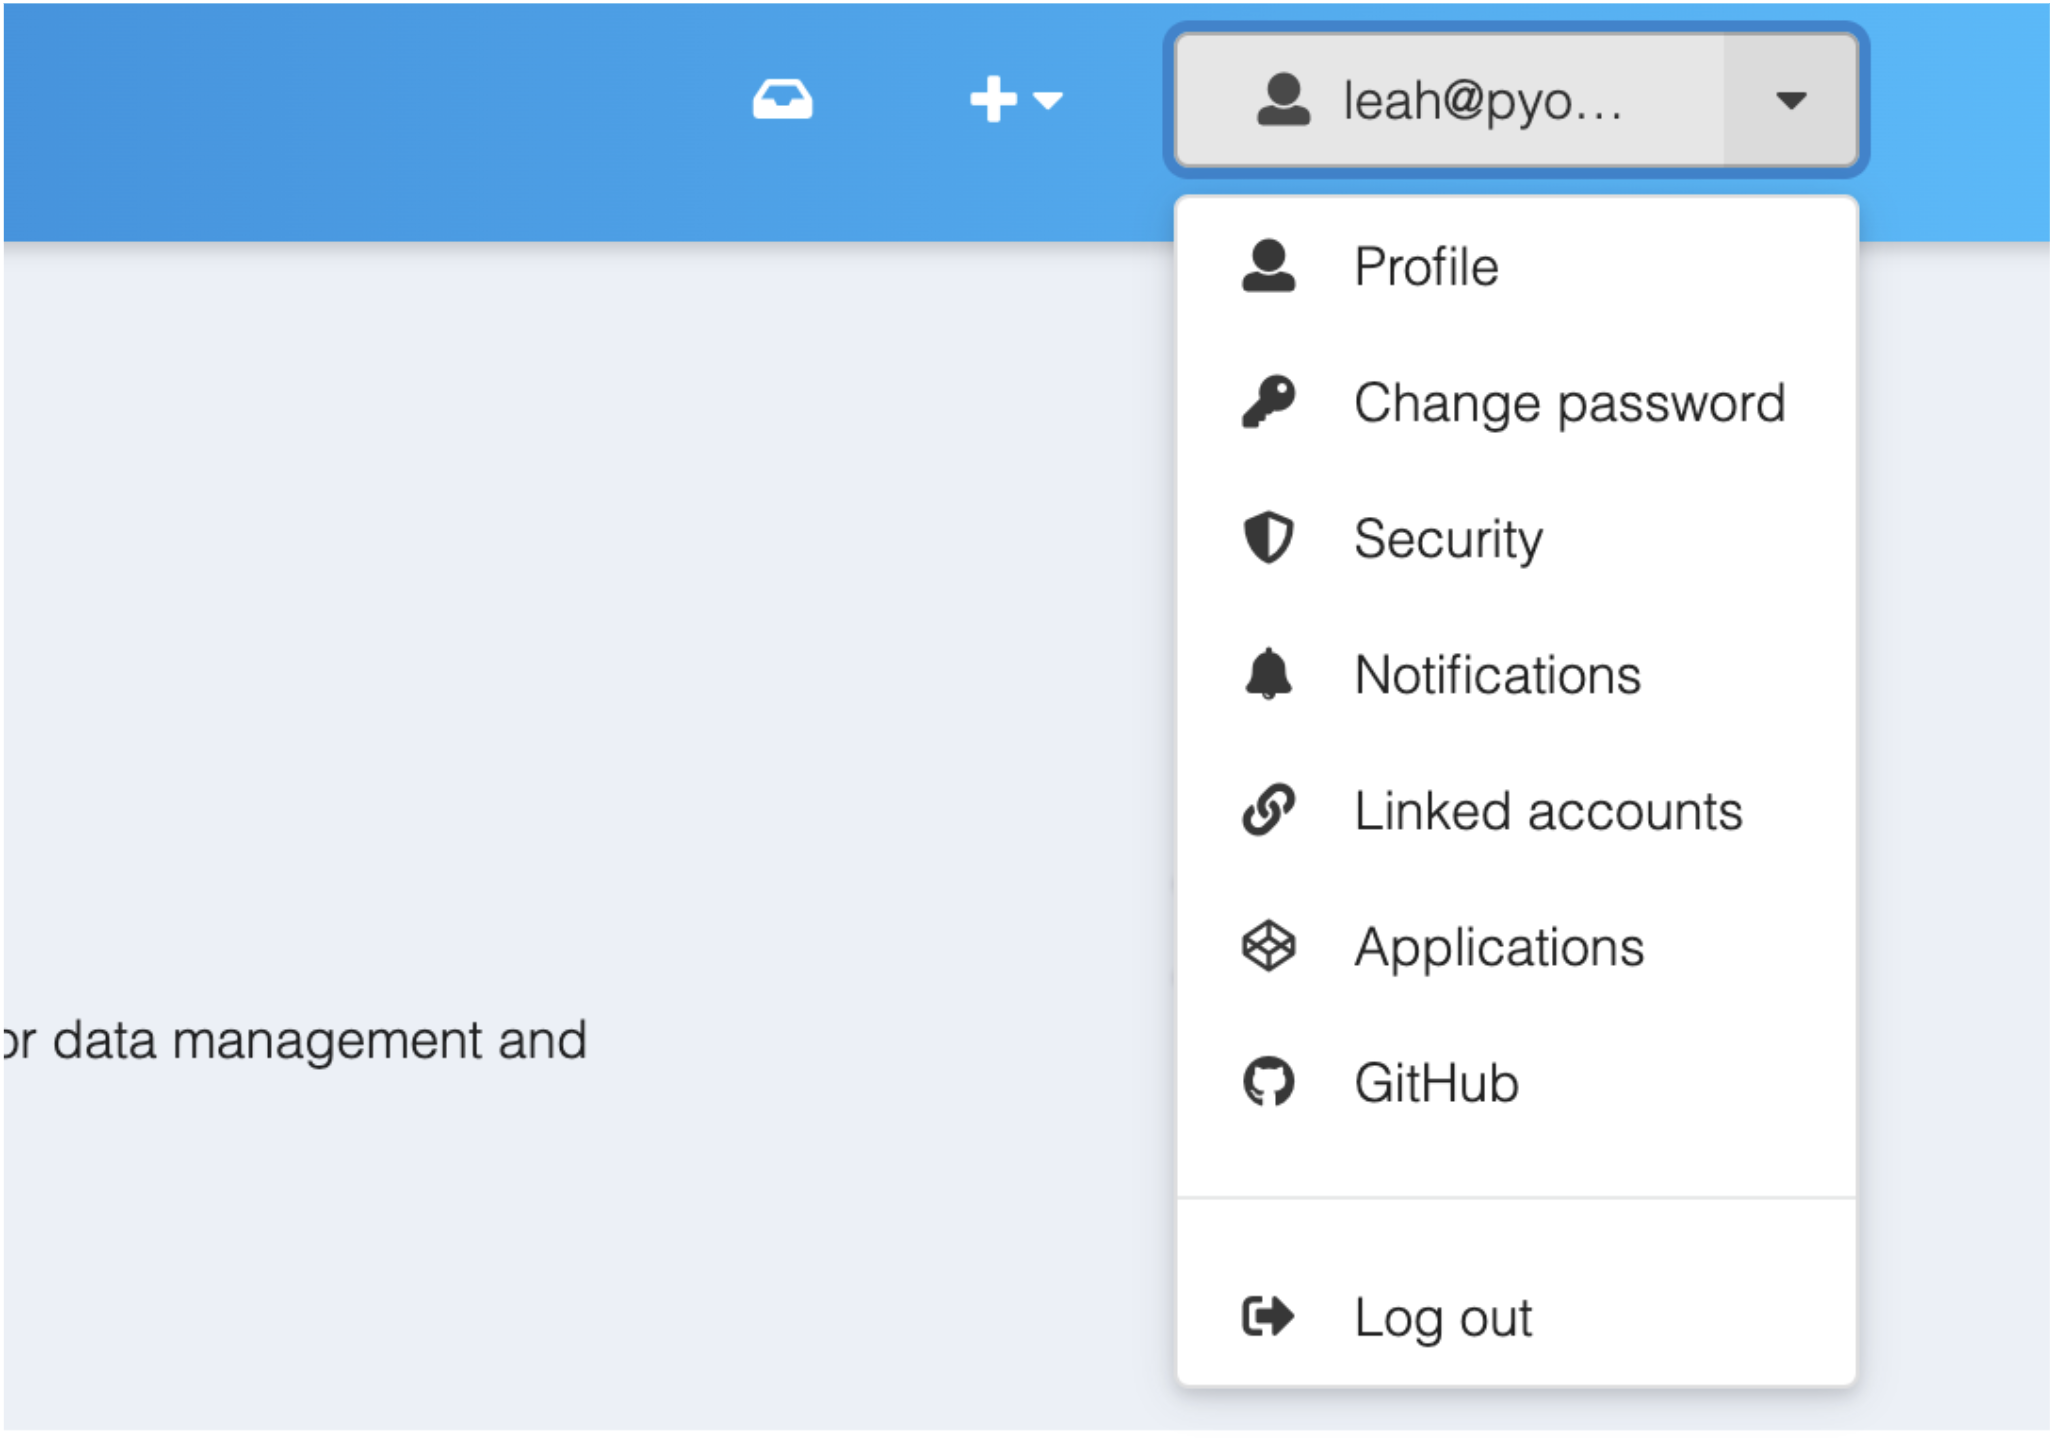 leah@pyo...
Profile
Change password
Security
Notifications
Linked accounts
Applications
GitHub
Log out
or data management and